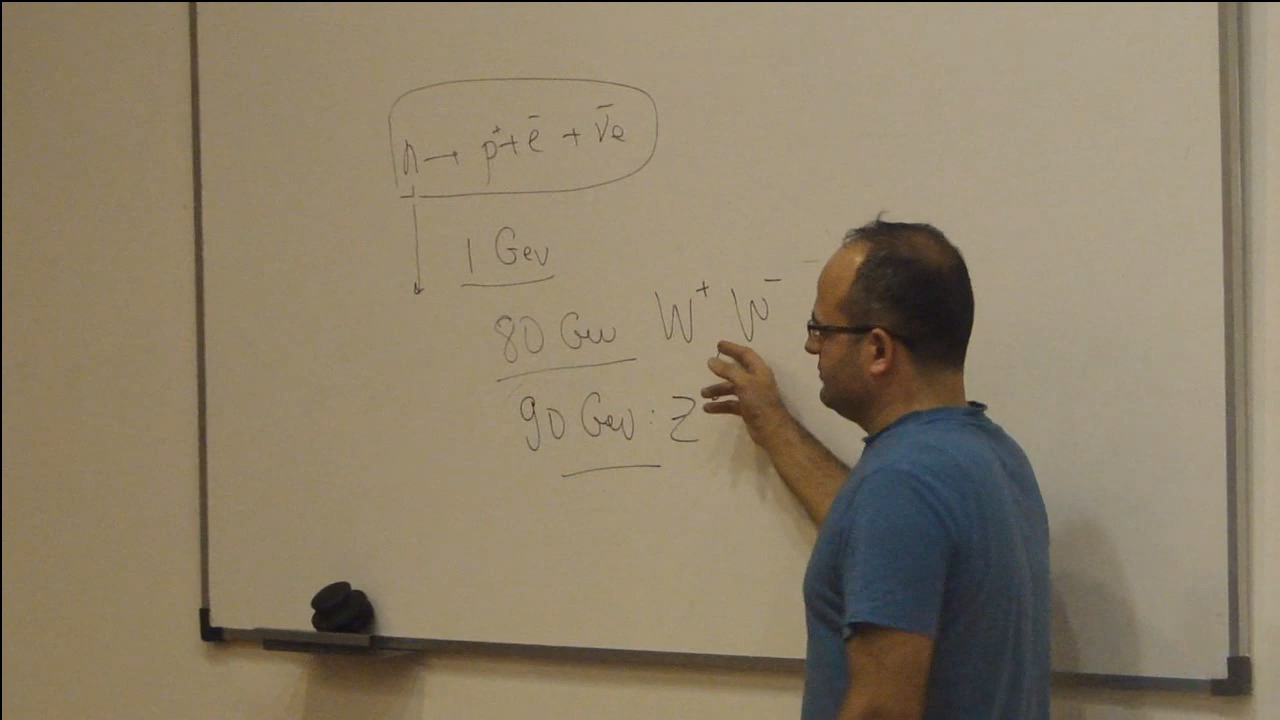 n → p⁺ + e⁻ + ν̄e
1 GeV
80 GeV W⁺ W⁻
90 GeV : Z